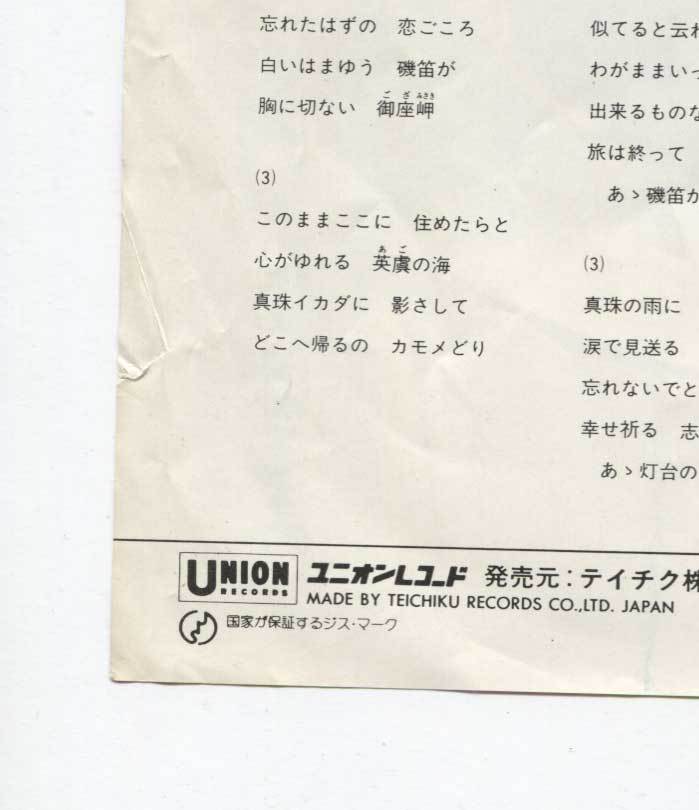 忘れたはずの　恋ごころ
白いはまゆう　磯笛が
胸に切ない　御座岬
ござみさき
(3)
このままここに　住めたらと
心がゆれる　英虞の海
あご
真珠イカダに　影さして
どこへ帰るの　カモメどり
似てると云わ
わがままいっ
出来るものな
旅は終って
あゝ磯笛が
(3)
真珠の雨に
涙で見送る
忘れないでと
幸せ祈る　志
あゝ灯台の
UNION RECORDS
ユニオンレコード　発売元：テイチク株
MADE BY TEICHIKU RECORDS CO.,LTD. JAPAN
国家が保証するジス・マーク